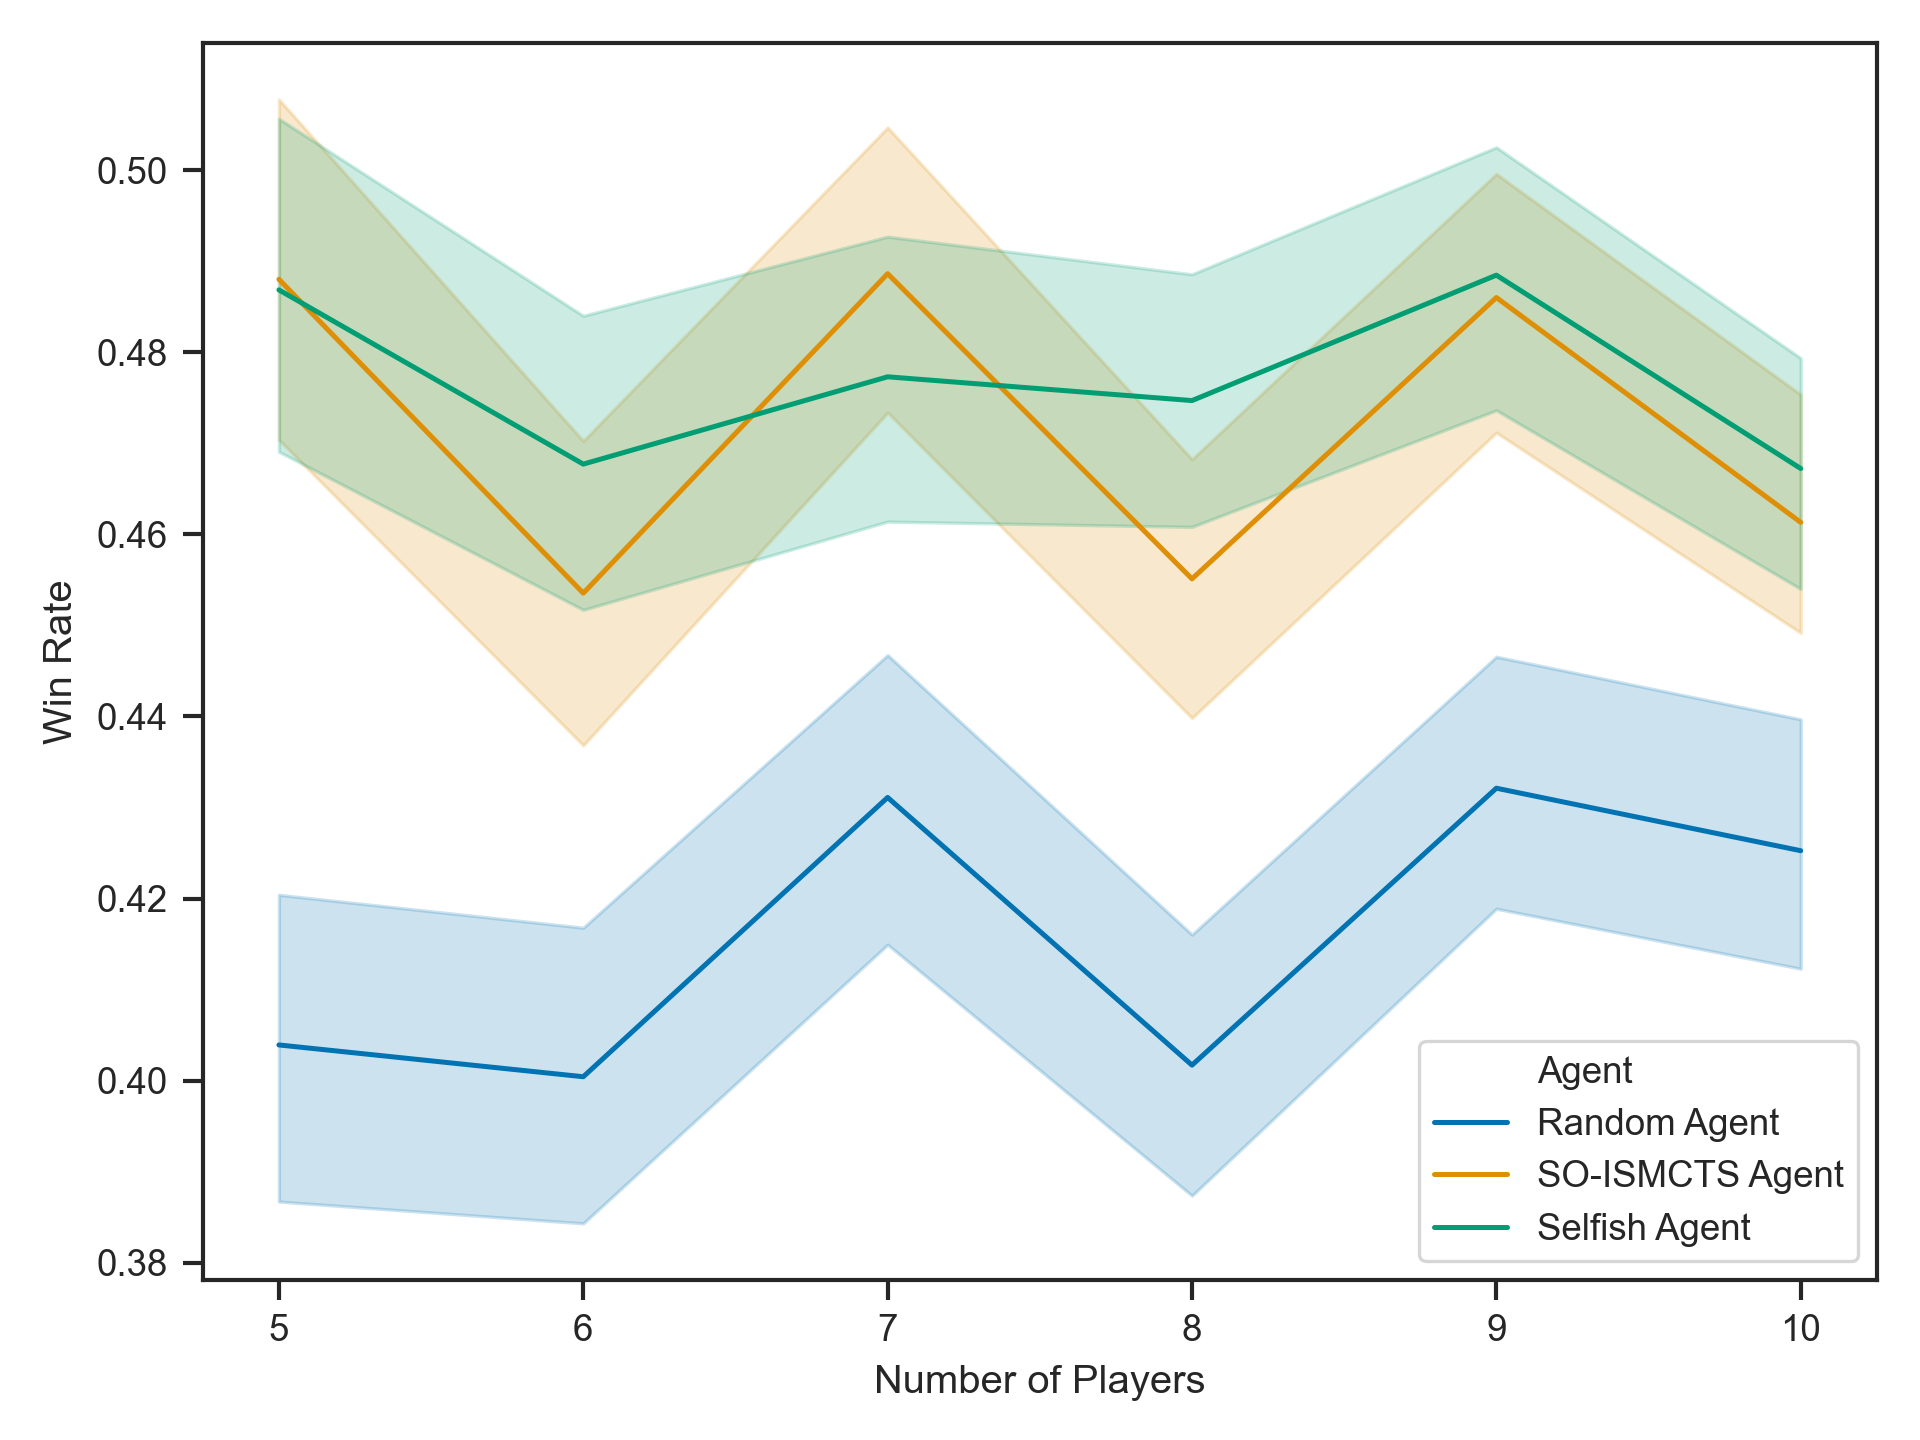 0.50
0.48
0.46
0.44
0.42
0.40
0.38
Win Rate
5 6 7 8 9 10
Number of Players
Agent
Random Agent
SO-ISMCTS Agent
Selfish Agent